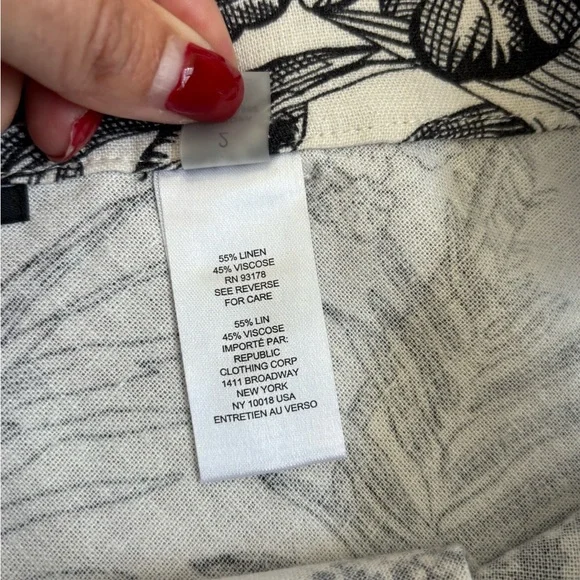 55% LINEN
45% VISCOSE
RN 93178
SEE REVERSE
FOR CARE
55% LIN
45% VISCOSE
IMPORTÉ PAR:
REPUBLIC
CLOTHING CORP
1411 BROADWAY
NEW YORK
NY 10018 USA
ENTRETIEN AU VERSO